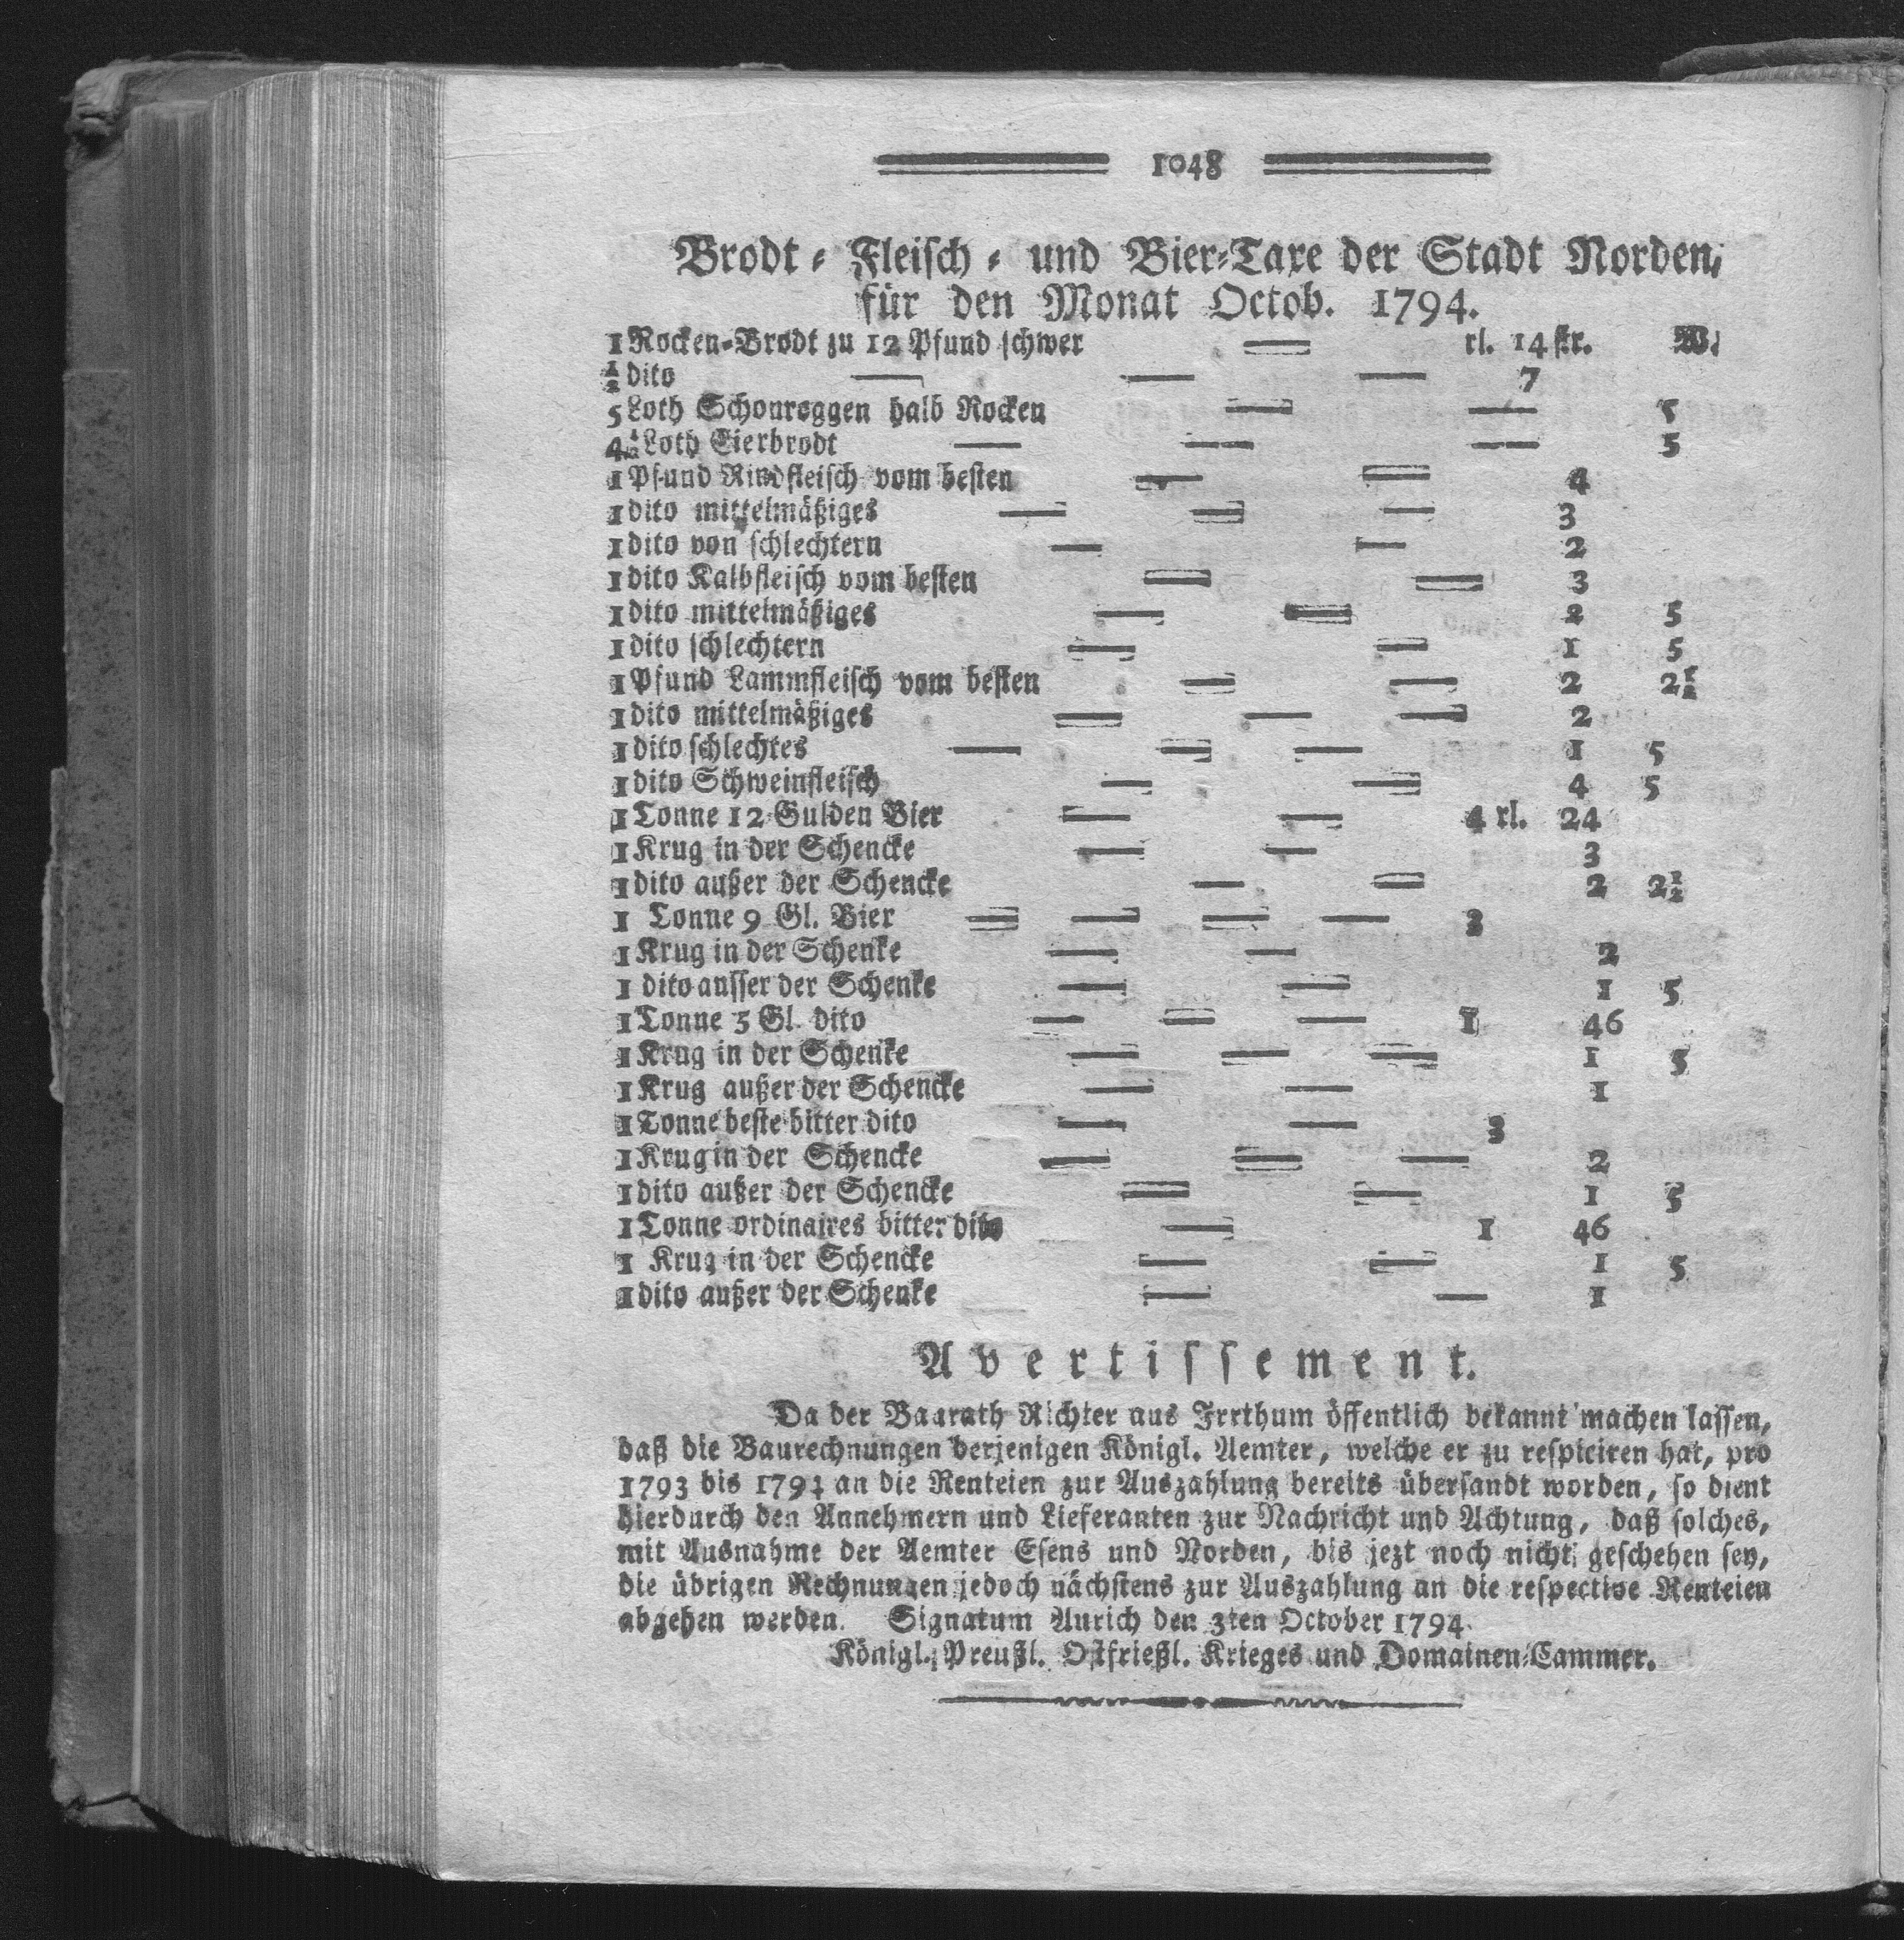 1048
Brodt- Fleisch- und Bier-Taxe der Stadt Norden,
für den Monat Octob. 1794.
1 Rocken-Brodt zu 12 Pfund schwer — rl. 14 str. W.
½ dito — — — 7
5 Loth Schonroggen halb Rocken — — 5
4½ Loth Eierbrodt — — — 5
1 Pfund Rindfleisch vom besten — — 4
1 dito mittelmäßiges — — — 3
1 dito von schlechtern — — 2
1 dito Kalbfleisch vom besten — — 3
1 dito mittelmäßiges — — 2 5
1 dito schlechtern — — 1 5
1 Pfund Lammfleisch vom besten — — 2 2½
1 dito mittelmäßiges — — — 2
1 dito schlechtes — — — 1 5
1 dito Schweinfleisch — — 4 5
1 Tonne 12 Gulden Bier — — 4 rl. 24
1 Krug in der Schencke — — 3
1 dito außer der Schencke — — 2 2½
1 Tonne 9 Gl. Bier — — — — 3
1 Krug in der Schenke — — 2
1 dito ausser der Schenke — — 1 5
1 Tonne 5 Gl. dito — — — 1 46
1 Krug in der Schenke — — — 1 5
1 Krug außer der Schencke — — 1
1 Tonne beste bitter dito — — 3
1 Krug in der Schencke — — — 2
1 dito außer der Schencke — — 1 5
1 Tonne ordinaires bitter dito — 1 46
1 Krug in der Schencke — — 1 5
1 dito außer der Schenke — — 1
Avertissement.
Da der Baarath Richter aus Irrthum öffentlich bekannt machen lassen,
daß die Baurechnungen derjenigen Königl. Aemter, welche er zu respiciren hat, pro
1793 bis 1794 an die Renteien zur Auszahlung bereits übersandt worden, so dient
hierdurch den Annehmern und Lieferanten zur Nachricht und Achtung, daß solches,
mit Ausnahme der Aemter Esens und Norden, bis jezt noch nicht geschehen sey,
die übrigen Rechnungen jedoch nächstens zur Auszahlung an die respective Renteien
abgehen werden. Signatum Aurich den 3ten October 1794.
Königl. Preußl. Ostfrießl. Krieges und Domainen-Cammer.